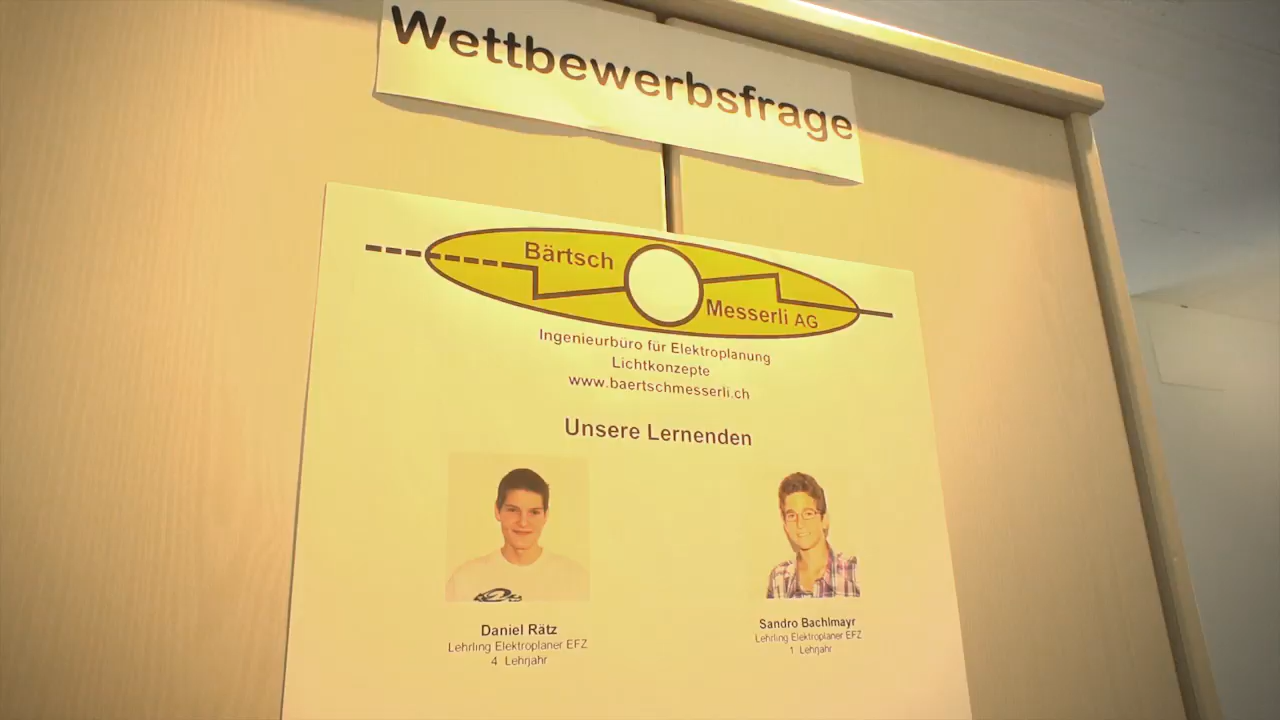 Wettbewerbsfrage
Bärtsch
Messerli AG
Ingenieurbüro für Elektroplanung
Lichtkonzepte
www.baertschmesserli.ch
Unsere Lernenden
Daniel Rätz
Lehrling Elektroplaner EFZ
4 Lehrjahr
Sandro Bachlmayr
Lehrling Elektroplaner EFZ
1 Lehrjahr